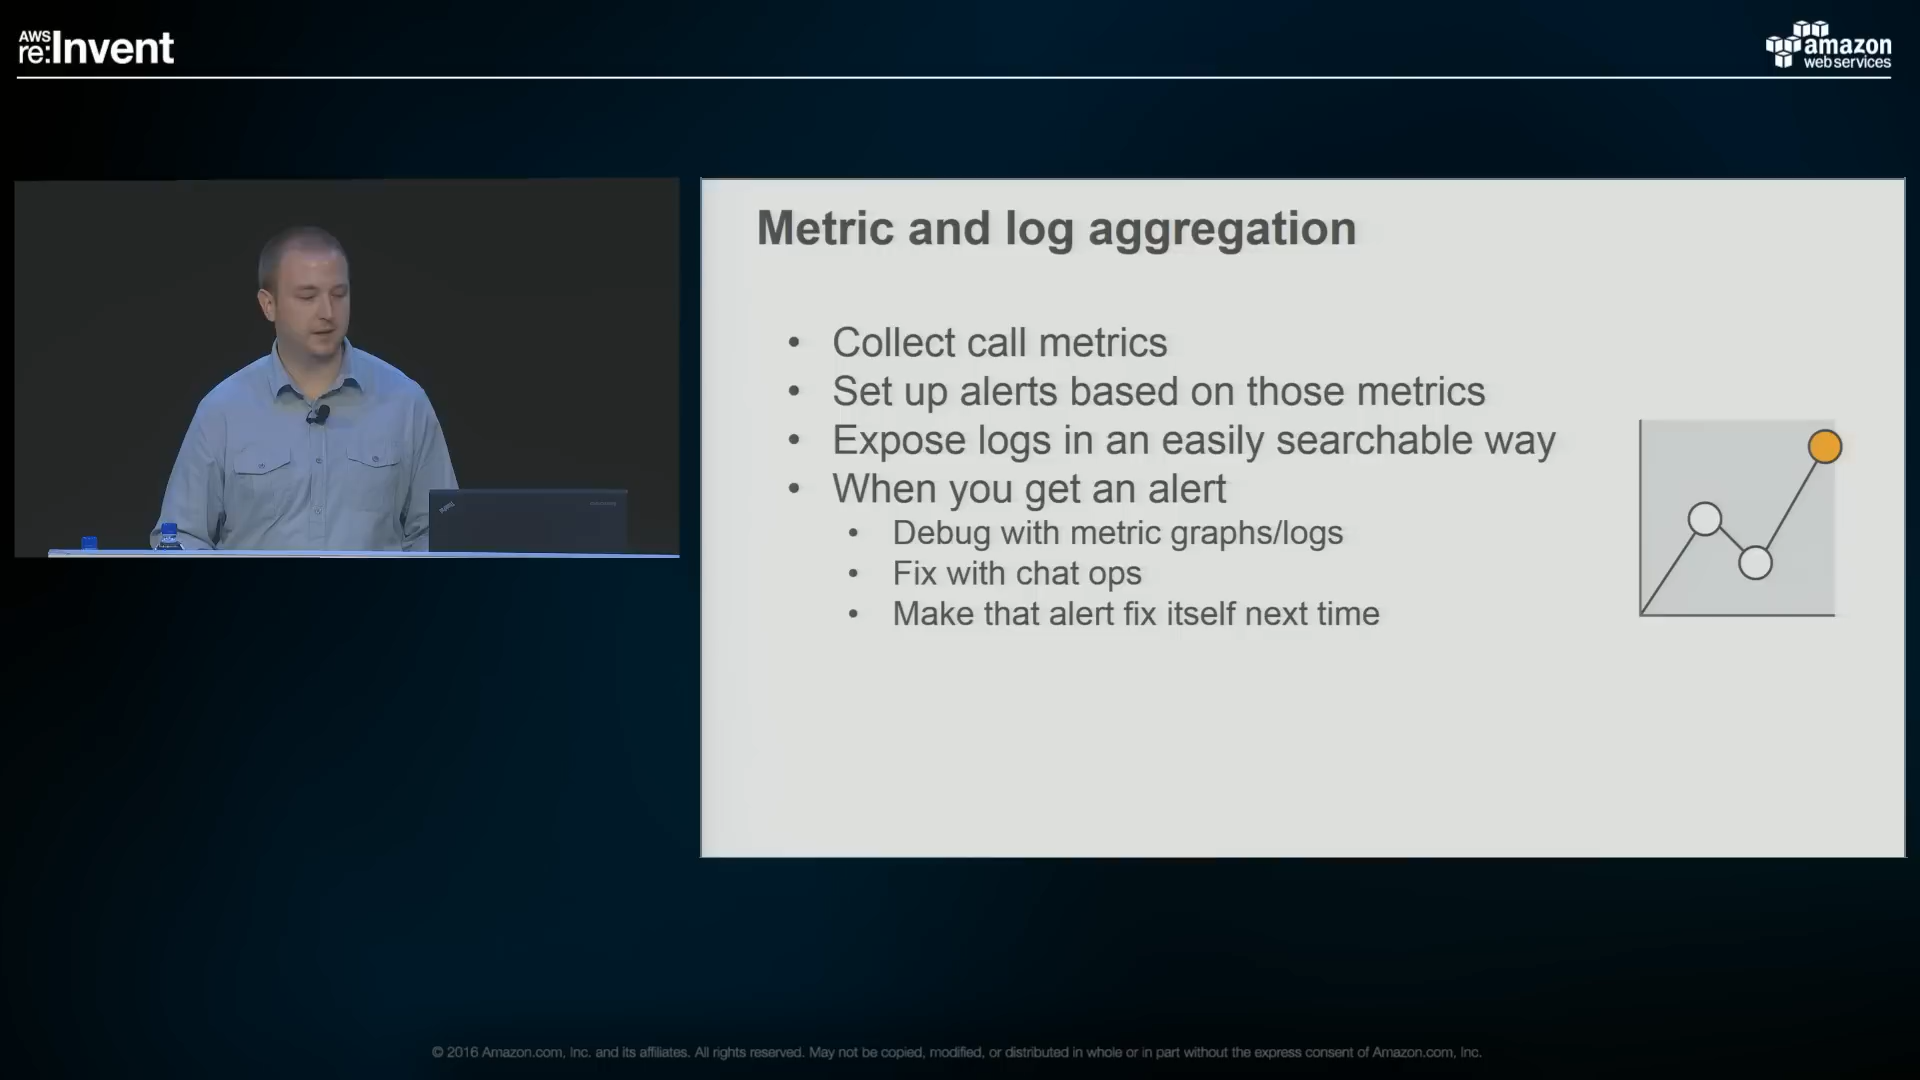 AWS
re:Invent
amazon
web services
Metric and log aggregation
• Collect call metrics
• Set up alerts based on those metrics
• Expose logs in an easily searchable way
• When you get an alert
• Debug with metric graphs/logs
• Fix with chat ops
• Make that alert fix itself next time
© 2016 Amazon.com, Inc. and its affiliates. All rights reserved. May not be copied, modified, or distributed in whole or in part without the express consent of Amazon.com, Inc.